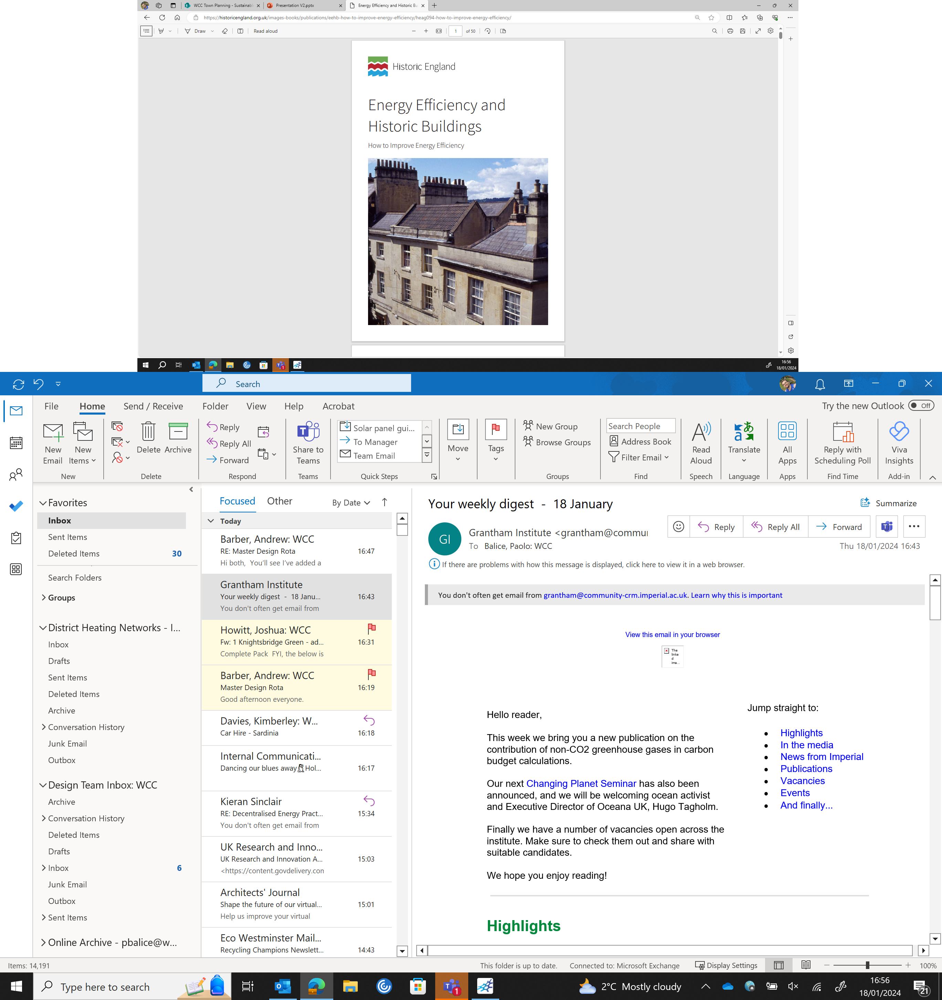 WCC Town Planning - Sustainabl
Presentation V2.pptx
Energy Efficiency and Historic Bu
https://historicengland.org.uk/images-books/publications/eehb-how-to-improve-energy-efficiency/heag094-how-to-improve-energy-efficiency/
Draw
Read aloud
1
of 50
Historic England
Energy Efficiency and
Historic Buildings
How to Improve Energy Efficiency
1
16:56
18/01/2024
Search
File
Home
Send / Receive
Folder
View
Help
Acrobat
Try the new Outlook
Off
New
Email
New
Items
New
Delete
Archive
Delete
Reply
Reply All
Forward
Respond
Share to
Teams
Teams
Solar panel gui...
To Manager
Team Email
Quick Steps
Move
Tags
New Group
Browse Groups
Groups
Search People
Address Book
Filter Email
Find
Read
Aloud
Speech
Translate
Language
All
Apps
Apps
Reply with
Scheduling Poll
Find Time
Viva
Insights
Add-in
Favorites
Inbox
Sent Items
Deleted Items 30
Search Folders
Groups
District Heating Networks - I...
Inbox
Drafts
Sent Items
Deleted Items
Archive
Conversation History
Junk Email
Outbox
Design Team Inbox: WCC
Archive
Conversation History
Deleted Items
Drafts
Inbox 6
Junk Email
Outbox
Sent Items
Online Archive - pbalice@w...
Focused
Other
By Date
Today
Barber, Andrew: WCC
RE: Master Design Rota 16:47
Hi both, You'll see I've added a
Grantham Institute
Your weekly digest - 18 Janu... 16:43
You don't often get email from
Howitt, Joshua: WCC
Fw: 1 Knightsbridge Green - ad... 16:31
Complete Pack FYI, the below is
Barber, Andrew: WCC
Master Design Rota 16:19
Good afternoon everyone.
Davies, Kimberley: W...
Car Hire - Sardinia 16:18
Internal Communicati...
Dancing our blues away Hol... 16:17
Kieran Sinclair
RE: Decentralised Energy Pract... 15:34
You don't often get email from
UK Research and Inno...
UK Research and Innovation A... 15:03
<https://content.govdelivery.con
Architects' Journal
Shape the future of our virtual... 15:01
Help us improve your virtual
Eco Westminster Mail...
Recycling Champions Newslett... 14:43
Your weekly digest - 18 January
Summarize
GI
Grantham Institute <grantham@commu
To Balice, Paolo: WCC
Reply
Reply All
Forward
Thu 18/01/2024 16:43
If there are problems with how this message is displayed, click here to view it in a web browser.
You don't often get email from grantham@community-crm.imperial.ac.uk. Learn why this is important
View this email in your browser
The
linke
d
ima...
Hello reader,
This week we bring you a new publication on the
contribution of non-CO2 greenhouse gases in carbon
budget calculations.
Our next Changing Planet Seminar has also been
announced, and we will be welcoming ocean activist
and Executive Director of Oceana UK, Hugo Tagholm.
Finally we have a number of vacancies open across the
institute. Make sure to check them out and share with
suitable candidates.
We hope you enjoy reading!
Jump straight to:
Highlights
In the media
News from Imperial
Publications
Vacancies
Events
And finally...
Highlights
Items: 14,191
This folder is up to date.
Connected to: Microsoft Exchange
Display Settings
100%
Type here to search
1
2°C Mostly cloudy
16:56
18/01/2024
21